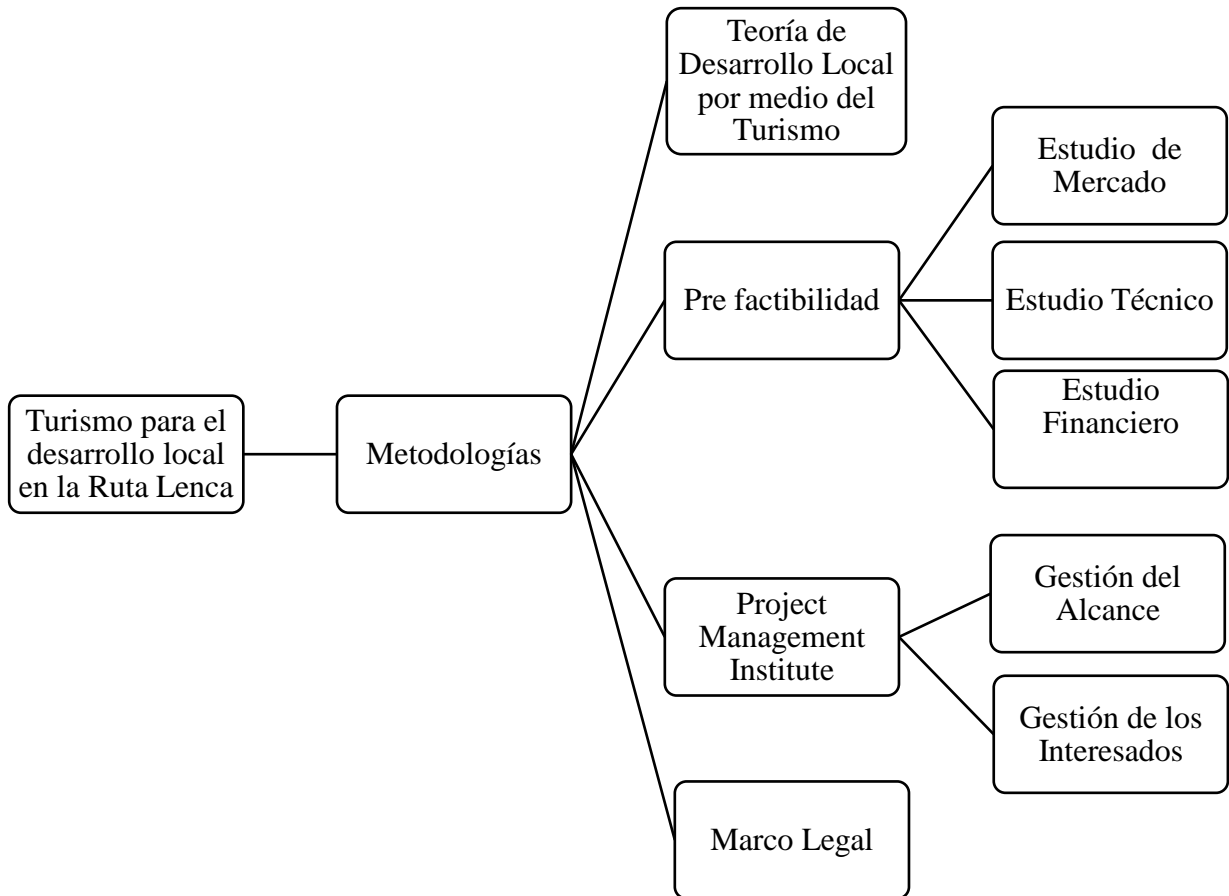 Teoría de
Desarrollo Local
por medio del
Turismo
Estudio de
Mercado
Pre factibilidad
Estudio Técnico
Estudio
Financiero
Turismo para el
desarrollo local
en la Ruta Lenca
Metodologías
Project
Management
Institute
Gestión del
Alcance
Gestión de los
Interesados
Marco Legal